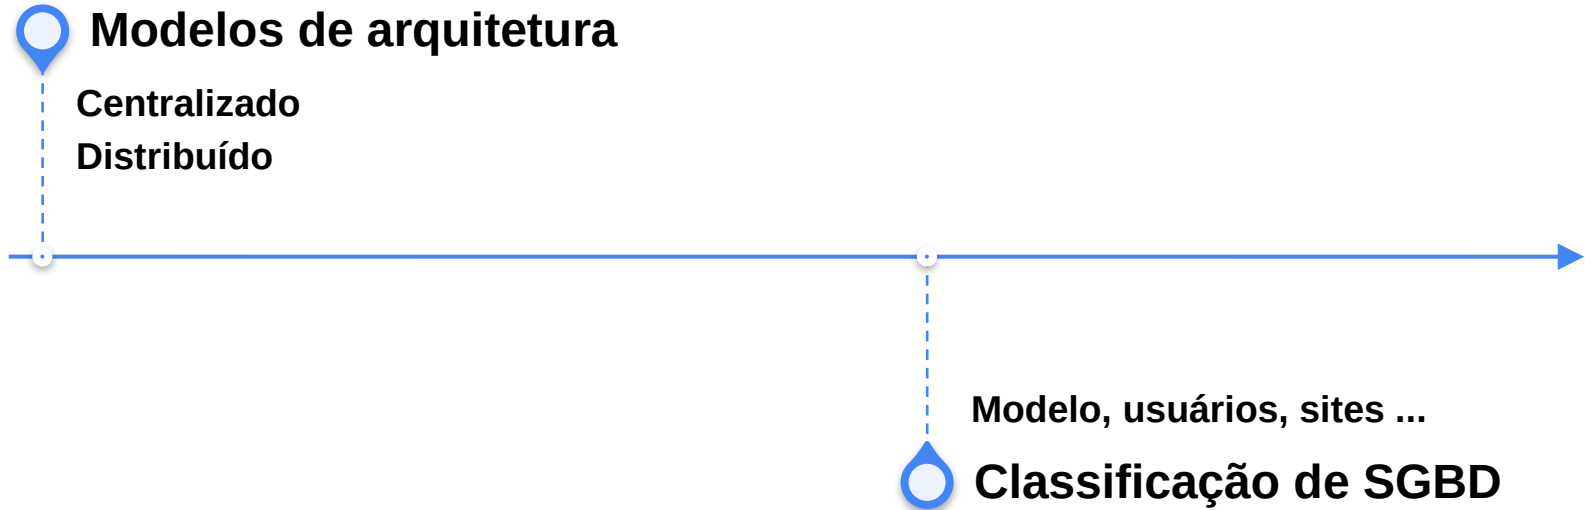 Modelos de arquitetura
Centralizado
Distribuído
Modelo, usuários, sites ...
Classificação de SGBD